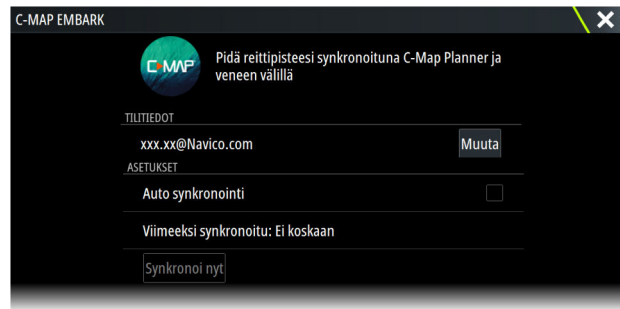 C-MAP EMBARK
C-MAP
Pidä reittipisteesi synkronoituna C-Map Planner ja
veneen välillä
TILITIEDOT
xxx.xx@Navico.com
Muuta
ASETUKSET
Auto synkronointi
Viimeeksi synkronoitu: Ei koskaan
Synkronoi nyt